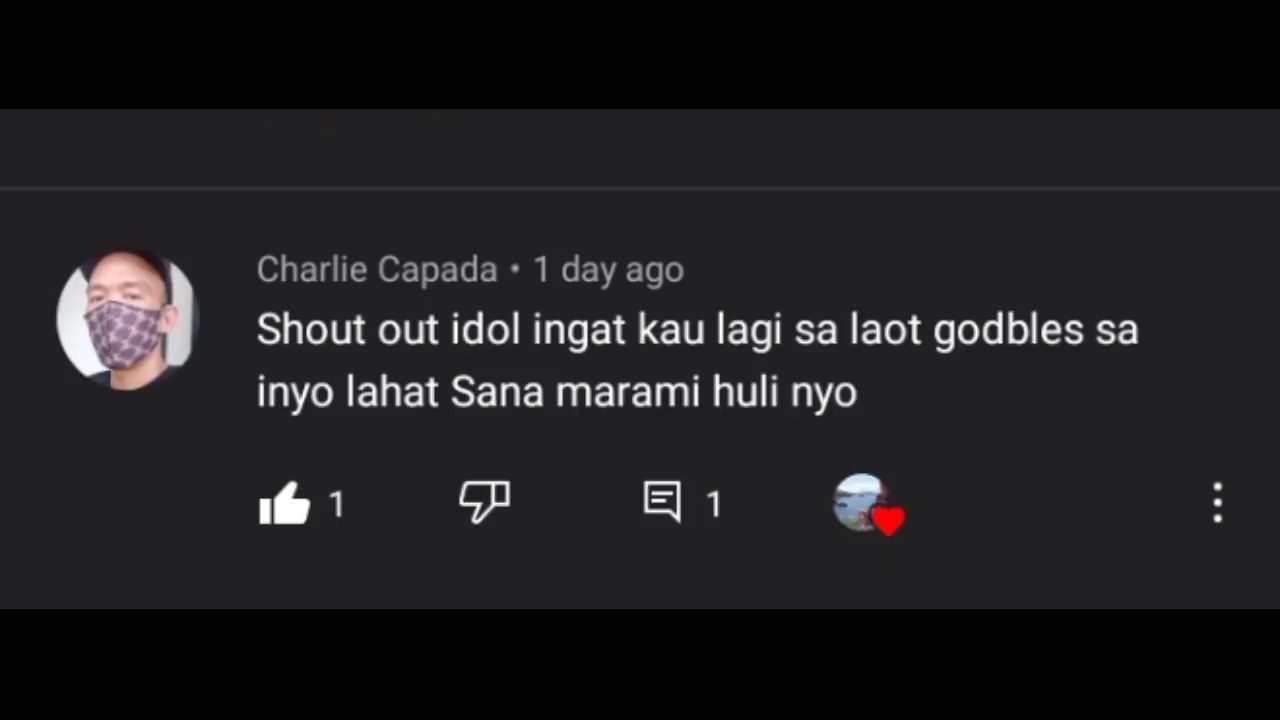 Charlie Capada • 1 day ago
Shout out idol ingat kau lagi sa laot godbles sa
inyo lahat Sana marami huli nyo
1 1